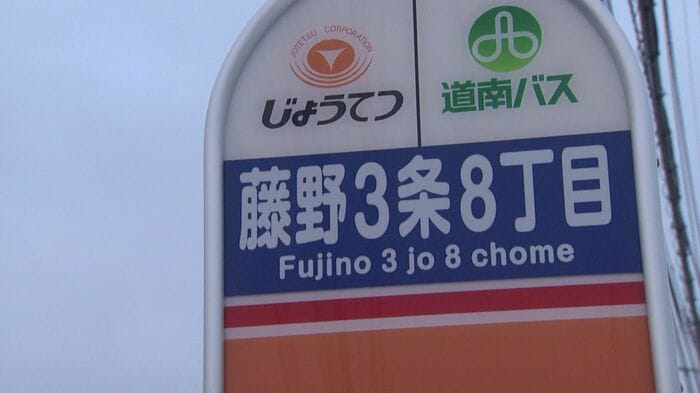 JOTETSU CORPORATION
じょうてつ
道南バス
藤野3条8丁目
Fujino 3 jo 8 chome